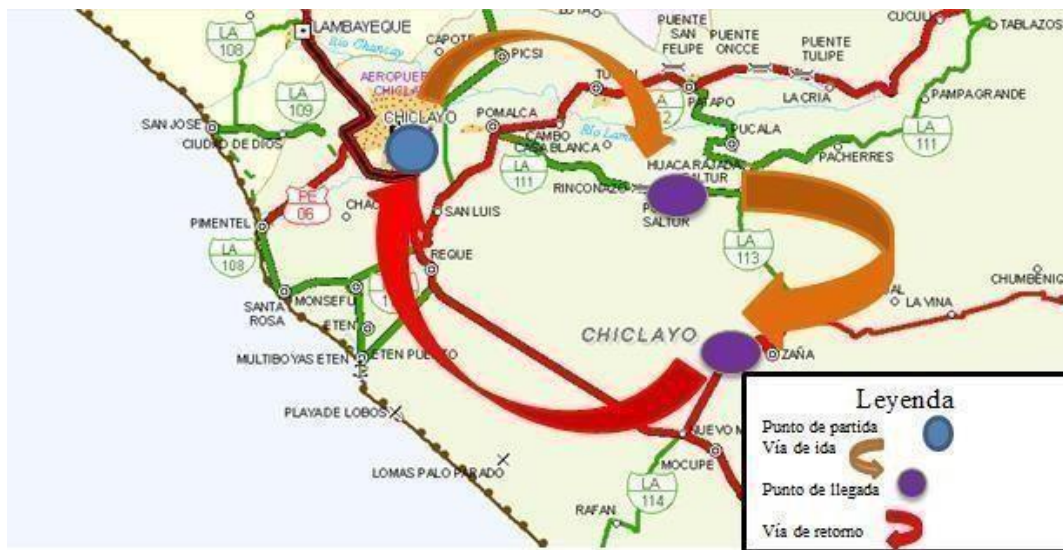 LAMBAYEQUE
LA
108
Río Chancay
CAPOTE
PICSI
PUENTE
SAN
FELIPE
PUENTE
ONCCE
PUENTE
TULIPE
CUCULI
TABLAZOS
LA
109
CHICLAYO
POMALCA
PATAPO
LA CRIA
PAMPAGRANDE
SAN JOSE
CIUDAD DE DIOS
CAMBO
CASA BLANCA
PUCALA
PACHERRES
LA
111
LA
111
RINCONAZO
HUACA RAJADA
SALTUR
SALTUR
PE
06
SAN LUIS
PIMENTEL
LA
108
REQUE
LA
113
SANTA
ROSA
MONSEFU
ETEN
MULTIBOYAS ETEN
ETEN PUERTO
CHICLAYO
LA VINA
ZAÑA
PLAYA DE LOBOS
LOMAS PALO PARADO
MOCUPE
LA
114
RAFAN
Leyenda
Punto de partida
Vía de ida
Punto de llegada
Vía de retorno